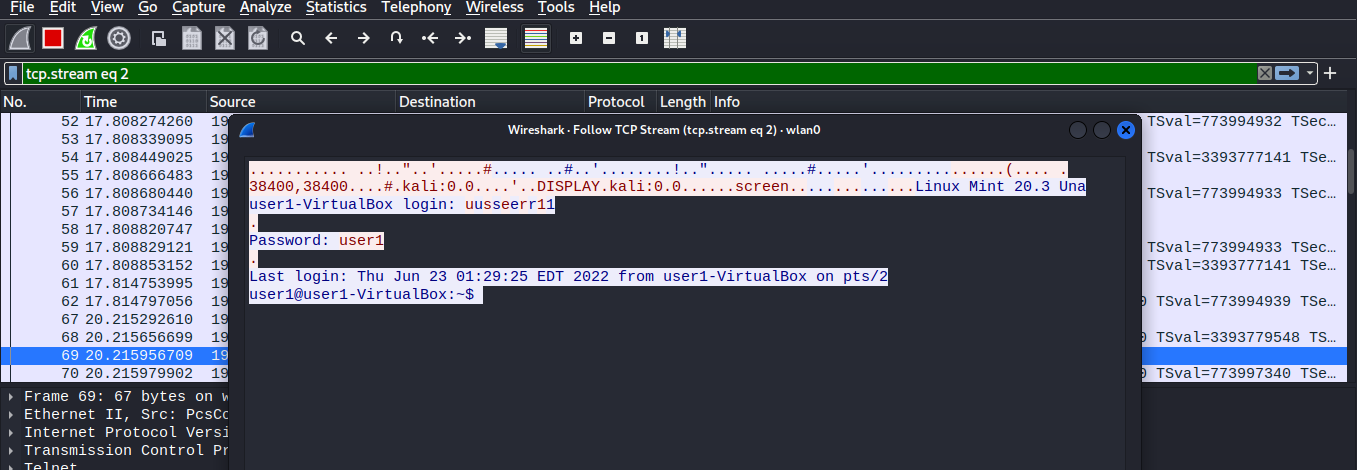 File Edit View Go Capture Analyze Statistics Telephony Wireless Tools Help
tcp.stream eq 2
No. Time Source Destination Protocol Length Info
Wireshark · Follow TCP Stream (tcp.stream eq 2) · wlan0
52 17.808274260 19 TSval=773994932 TSec…
53 17.808339095 19
54 17.808449025 19 TSval=3393777141 TSe…
55 17.808666483 19
56 17.808680440 19 TSval=773994933 TSec…
57 17.808734146 19
58 17.808820747 19
59 17.808829121 19 TSval=773994933 TSec…
60 17.808853152 19 TSval=3393777141 TSe…
61 17.814753995 19
62 17.814797056 19 0 TSval=773994939 TSec…
67 20.215292610 19
68 20.215656699 19 0 TSval=3393779548 TS…
69 20.215956709 19
70 20.215979902 19 0 TSval=773997340 TSec…
........... ..!.."..'.....#..... ..#..'........!..".... .....#.....'...............(.... .
38400,38400....#.kali:0.0....'..DISPLAY.kali:0.0......screen..............Linux Mint 20.3 Una
user1-VirtualBox login: uusseerr11
.
Password: user1
.
Last login: Thu Jun 23 01:29:25 EDT 2022 from user1-VirtualBox on pts/2
user1@user1-VirtualBox:~$
Frame 69: 67 bytes on w
Ethernet II, Src: PcsCo
Internet Protocol Versi
Transmission Control Pr
Telnet